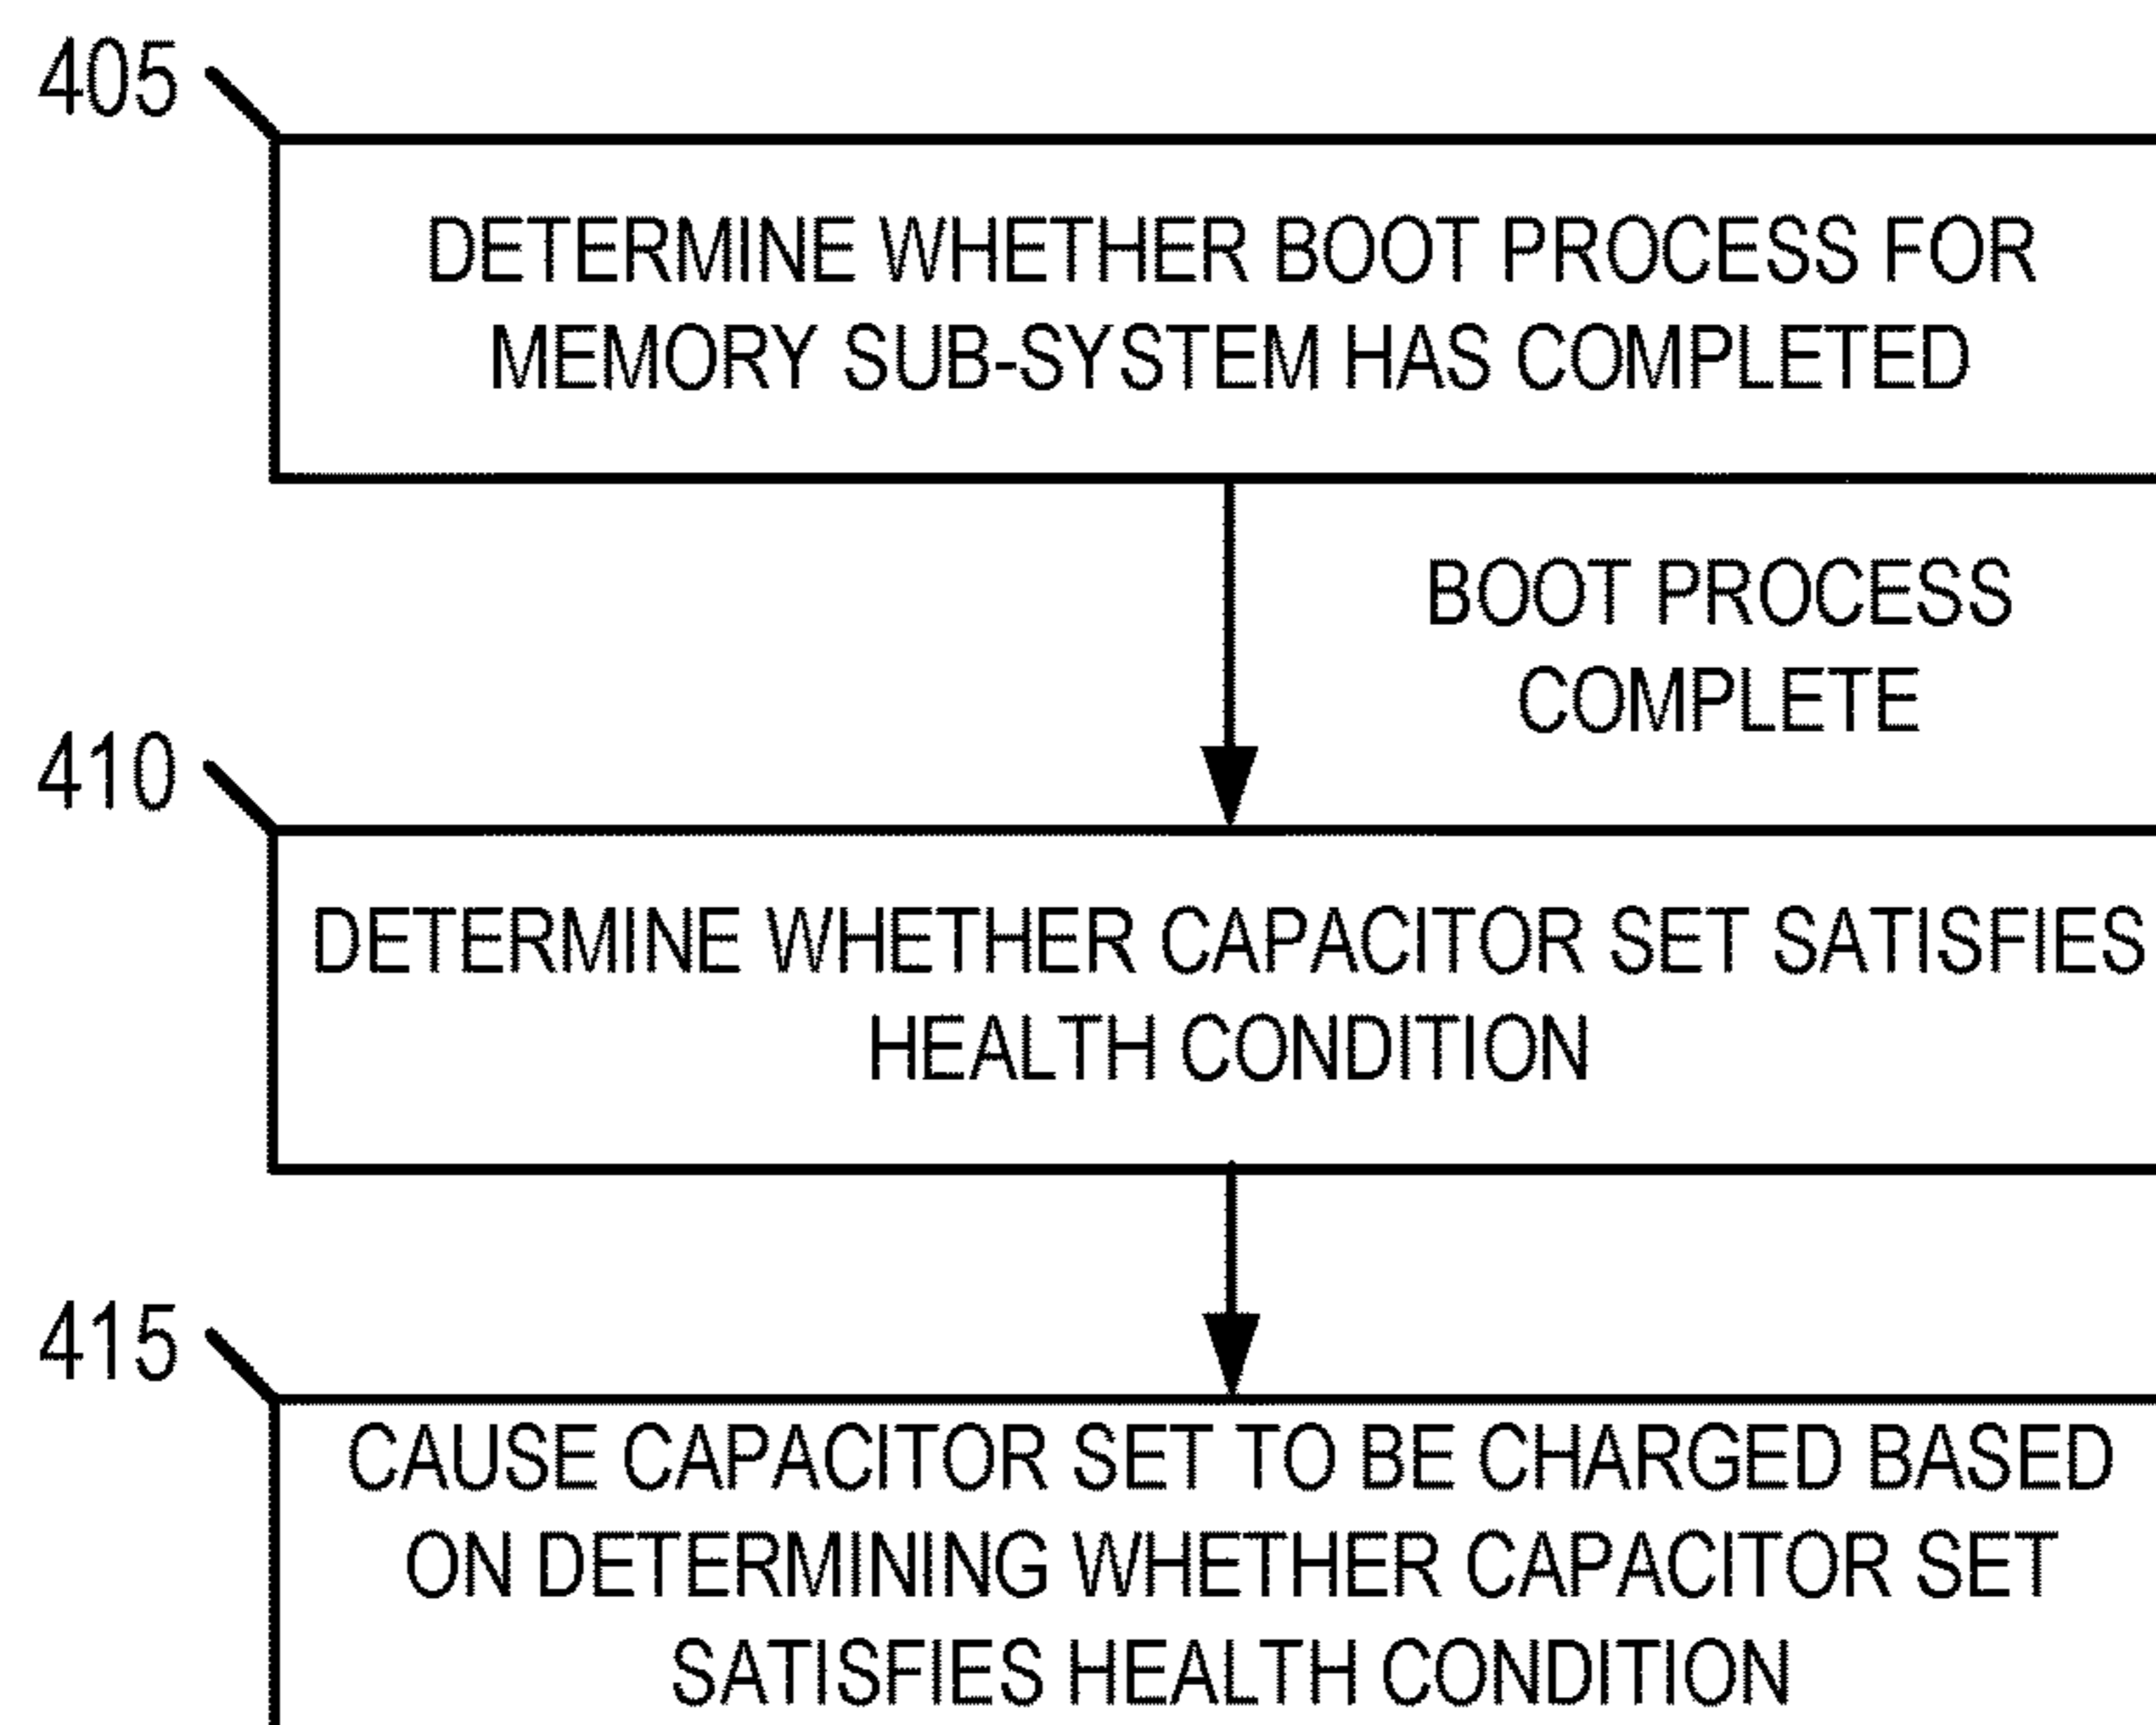 405
DETERMINE WHETHER BOOT PROCESS FOR
MEMORY SUB-SYSTEM HAS COMPLETED
BOOT PROCESS
COMPLETE
410
DETERMINE WHETHER CAPACITOR SET SATISFIES
HEALTH CONDITION
415
CAUSE CAPACITOR SET TO BE CHARGED BASED
ON DETERMINING WHETHER CAPACITOR SET
SATISFIES HEALTH CONDITION